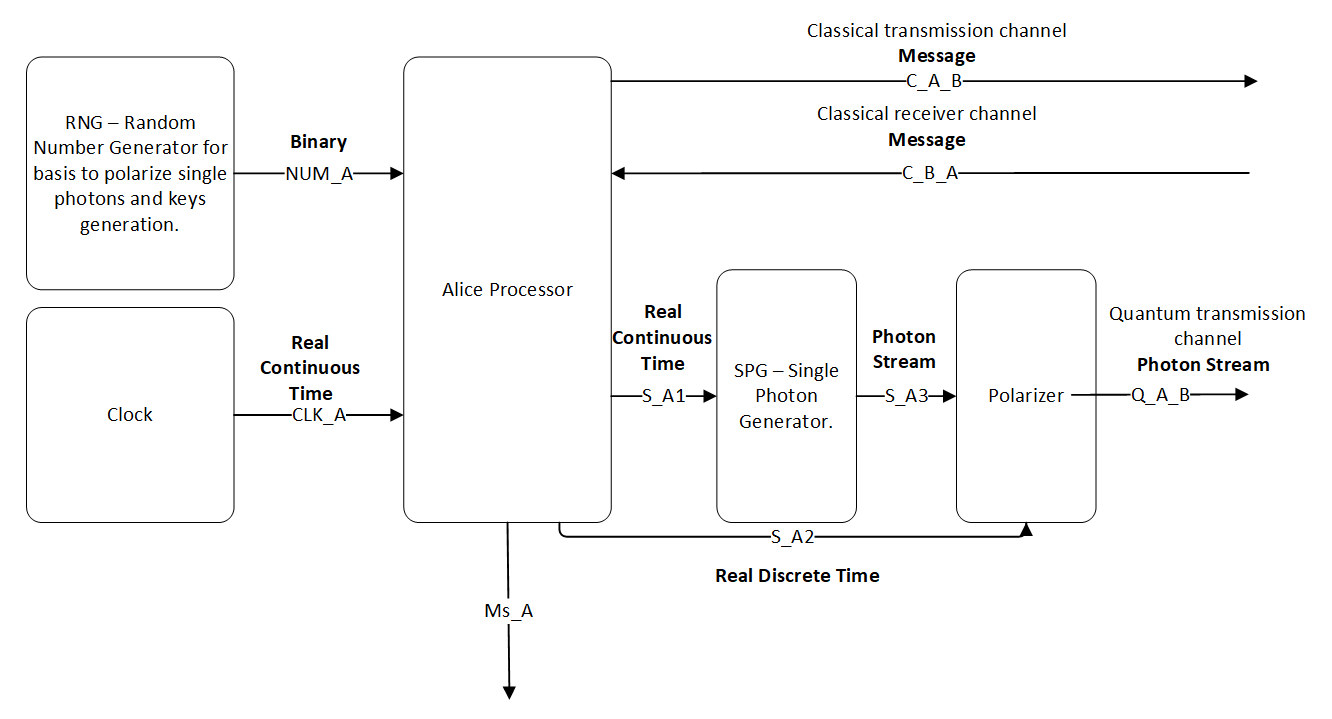 Classical transmission channel
Message
C_A_B
Classical receiver channel
Message
C_B_A
RNG – Random
Number Generator for
basis to polarize single
photons and keys
generation.
Binary
NUM_A
Alice Processor
Clock
Real
Continuous
Time
CLK_A
Real
Continuous
Time
S_A1
SPG – Single
Photon
Generator.
Photon
Stream
S_A3
Polarizer
Quantum transmission
channel
Photon Stream
Q_A_B
S_A2
Real Discrete Time
Ms_A